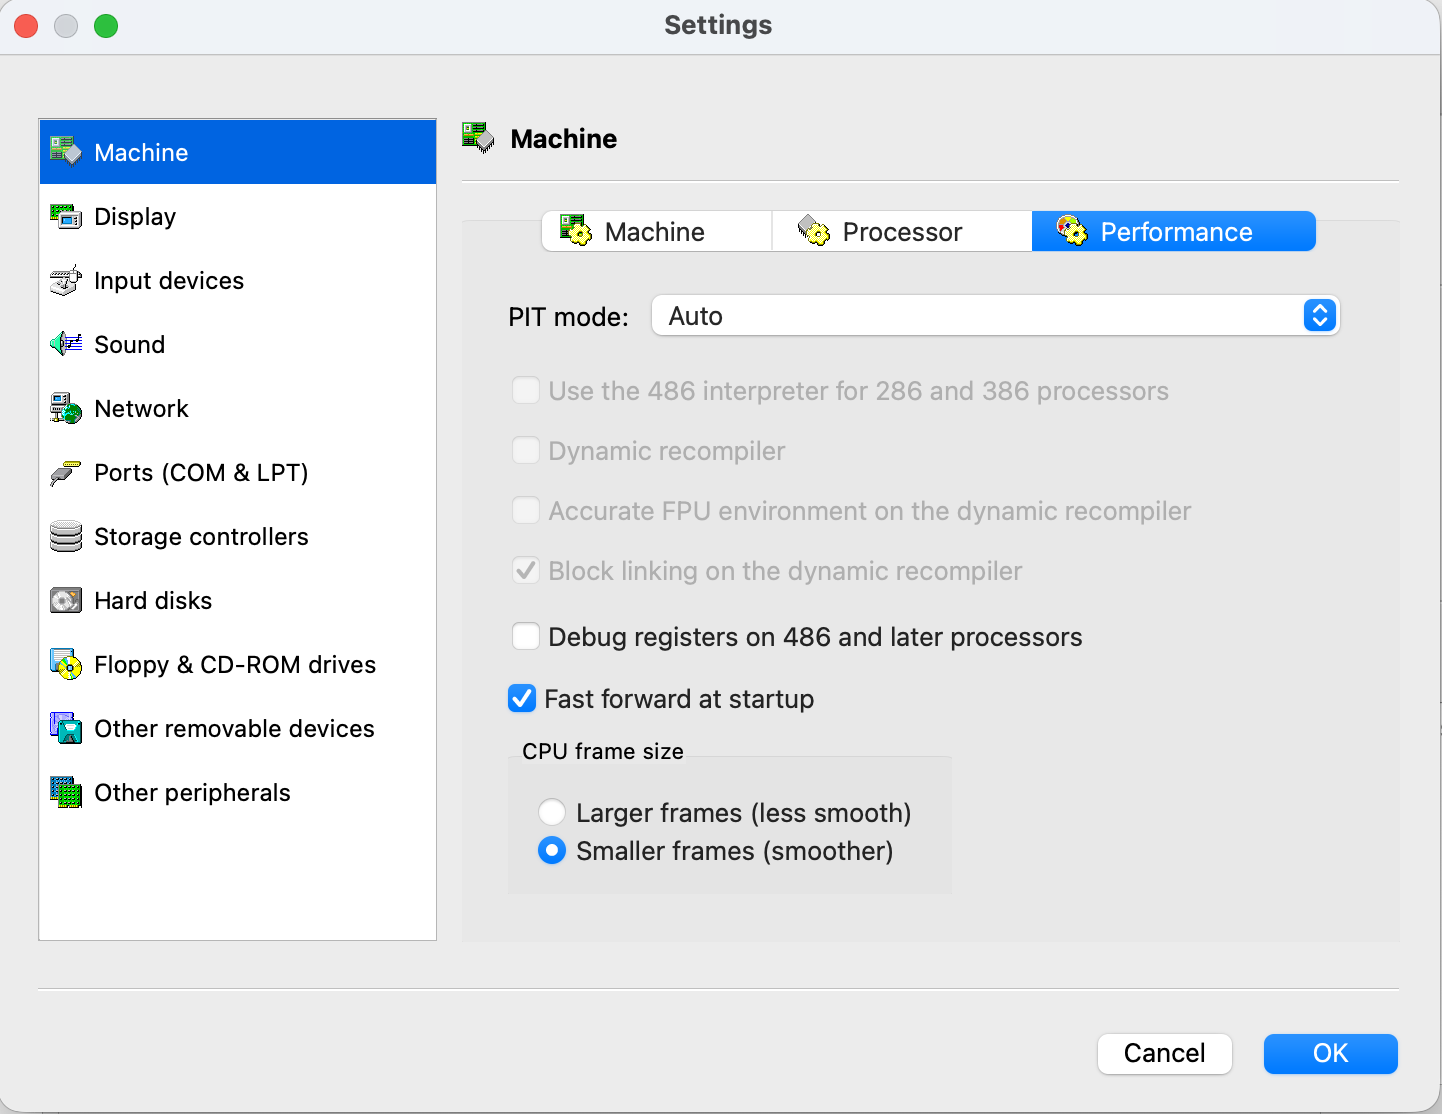 Settings
Machine
Display
Input devices
Sound
Network
Ports (COM & LPT)
Storage controllers
Hard disks
Floppy & CD-ROM drives
Other removable devices
Other peripherals
Machine
Machine Processor Performance
PIT mode: Auto
Use the 486 interpreter for 286 and 386 processors
Dynamic recompiler
Accurate FPU environment on the dynamic recompiler
Block linking on the dynamic recompiler
Debug registers on 486 and later processors
Fast forward at startup
CPU frame size
Larger frames (less smooth)
Smaller frames (smoother)
Cancel OK